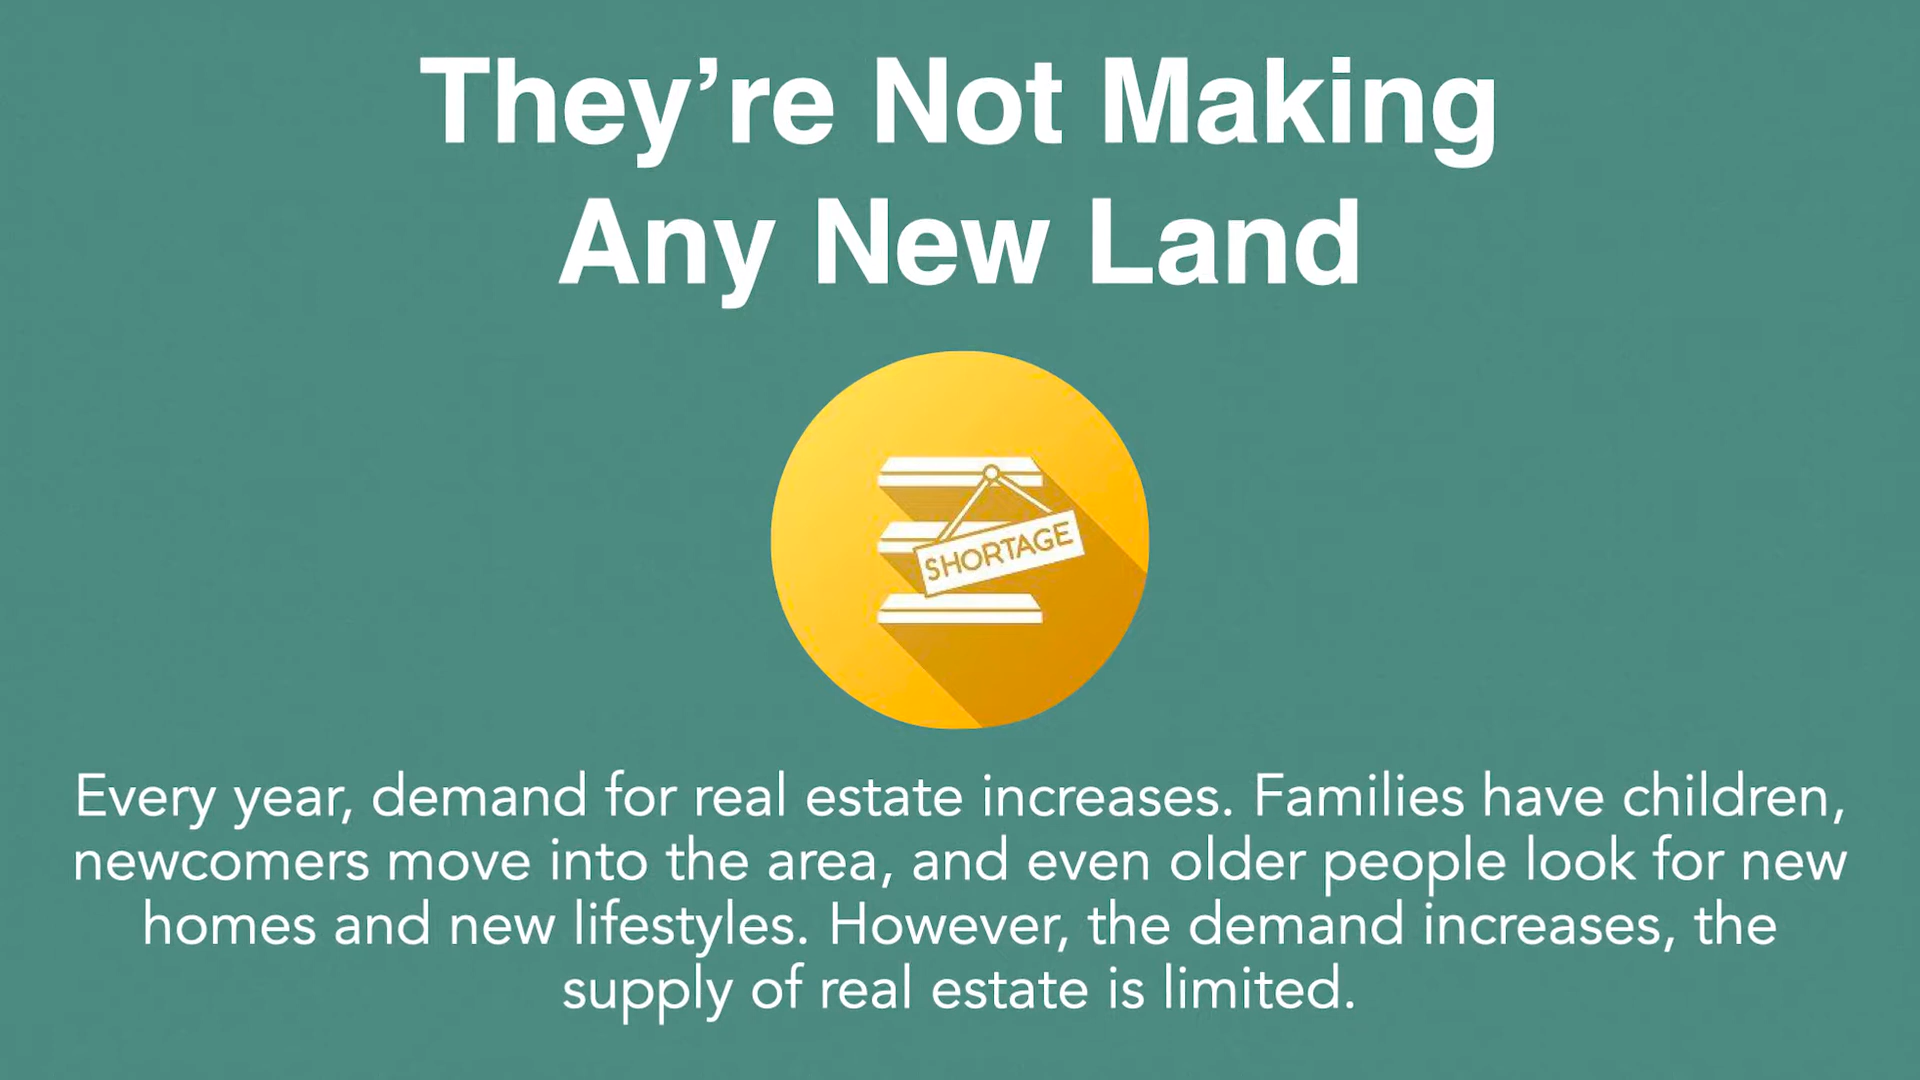 They’re Not Making
Any New Land
SHORTAGE
Every year, demand for real estate increases. Families have children,
newcomers move into the area, and even older people look for new
homes and new lifestyles. However, the demand increases, the
supply of real estate is limited.